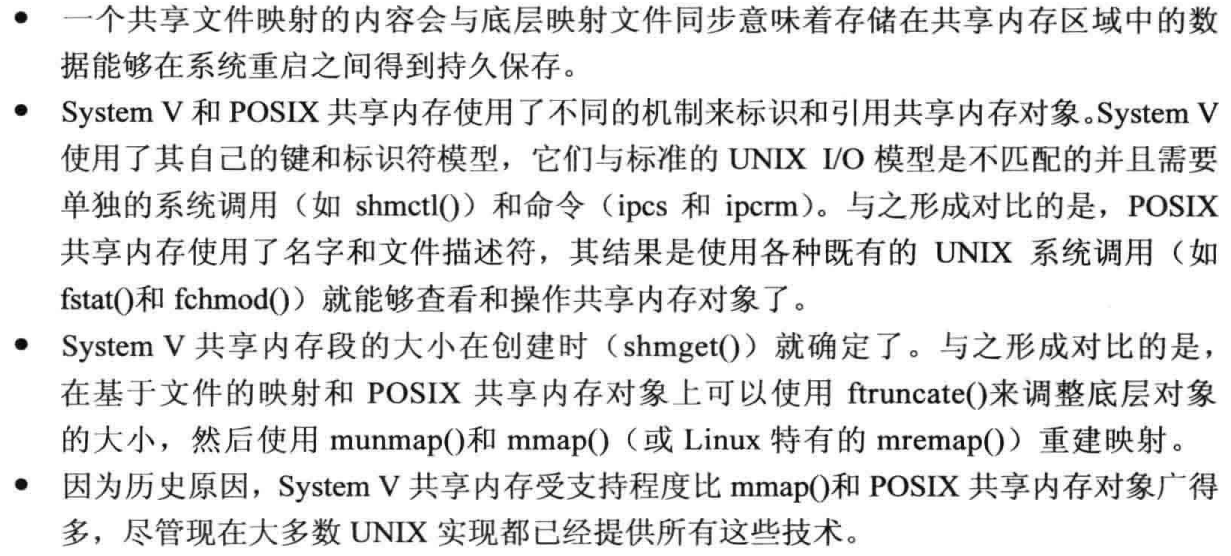 ● 一个共享文件映射的内容会与底层映射文件同步意味着存储在共享内存区域中的数
据能够在系统重启之间得到持久保存。
● System V 和 POSIX 共享内存使用了不同的机制来标识和引用共享内存对象。System V
使用了其自己的键和标识符模型，它们与标准的 UNIX I/O 模型是不匹配的并且需要
单独的系统调用（如 shmctl()）和命令（ipcs 和 ipcrm）。与之形成对比的是，POSIX
共享内存使用了名字和文件描述符，其结果是使用各种既有的 UNIX 系统调用（如
fstat()和 fchmod()）就能够查看和操作共享内存对象了。
● System V 共享内存段的大小在创建时（shmget()）就确定了。与之形成对比的是，
在基于文件的映射和 POSIX 共享内存对象上可以使用 ftruncate()来调整底层对象
的大小，然后使用 munmap()和 mmap()（或 Linux 特有的 mremap()）重建映射。
● 因为历史原因，System V 共享内存受支持程度比 mmap()和 POSIX 共享内存对象广得
多，尽管现在大多数 UNIX 实现都已经提供所有这些技术。